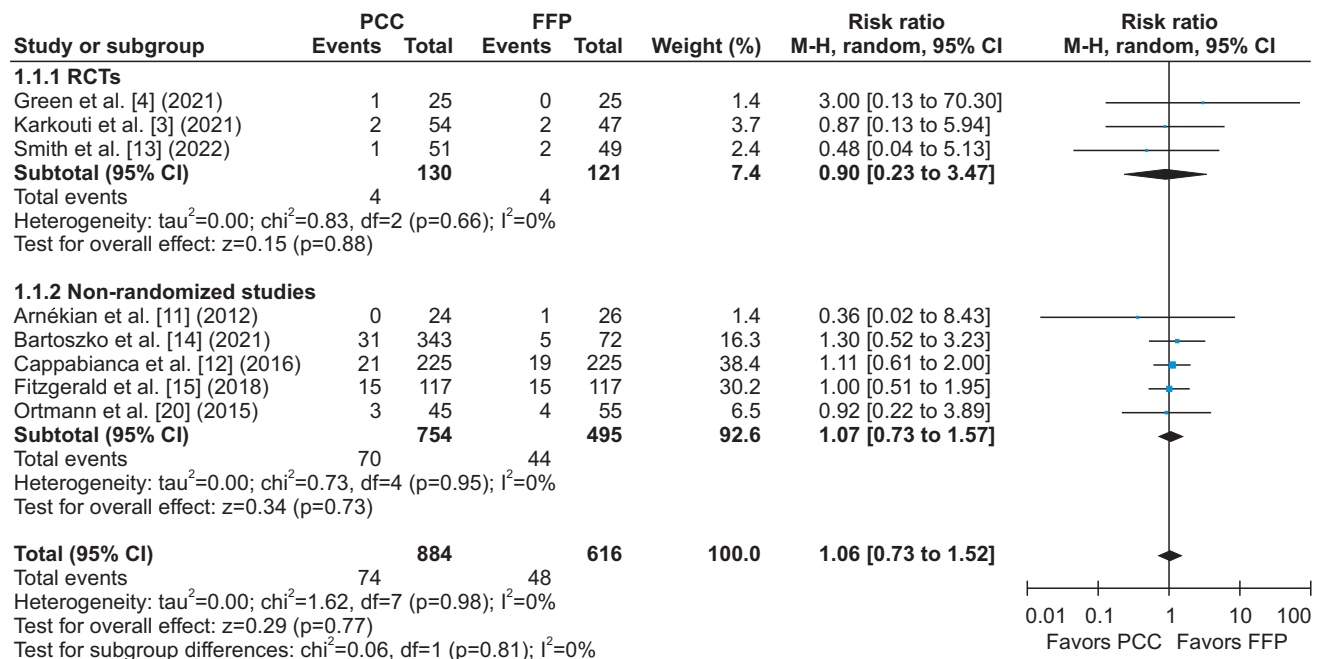 PCC FFP Risk ratio Risk ratio
Study or subgroup Events Total Events Total Weight (%) M-H, random, 95% CI M-H, random, 95% CI
1.1.1 RCTs
Green et al. [4] (2021) 1 25 0 25 1.4 3.00 [0.13 to 70.30]
Karkouti et al. [3] (2021) 2 54 2 47 3.7 0.87 [0.13 to 5.94]
Smith et al. [13] (2022) 1 51 2 49 2.4 0.48 [0.04 to 5.13]
Subtotal (95% CI) 130 121 7.4 0.90 [0.23 to 3.47]
Total events 4 4
Heterogeneity: tau²=0.00; chi²=0.83, df=2 (p=0.66); I²=0%
Test for overall effect: z=0.15 (p=0.88)
1.1.2 Non-randomized studies
Arnékian et al. [11] (2012) 0 24 1 26 1.4 0.36 [0.02 to 8.43]
Bartoszko et al. [14] (2021) 31 343 5 72 16.3 1.30 [0.52 to 3.23]
Cappabianca et al. [12] (2016) 21 225 19 225 38.4 1.11 [0.61 to 2.00]
Fitzgerald et al. [15] (2018) 15 117 15 117 30.2 1.00 [0.51 to 1.95]
Ortmann et al. [20] (2015) 3 45 4 55 6.5 0.92 [0.22 to 3.89]
Subtotal (95% CI) 754 495 92.6 1.07 [0.73 to 1.57]
Total events 70 44
Heterogeneity: tau²=0.00; chi²=0.73, df=4 (p=0.95); I²=0%
Test for overall effect: z=0.34 (p=0.73)
Total (95% CI) 884 616 100.0 1.06 [0.73 to 1.52]
Total events 74 48
Heterogeneity: tau²=0.00; chi²=1.62, df=7 (p=0.98); I²=0%
Test for overall effect: z=0.29 (p=0.77)
Test for subgroup differences: chi²=0.06, df=1 (p=0.81); I²=0%
0.01 0.1 1 10 100
Favors PCC Favors FFP